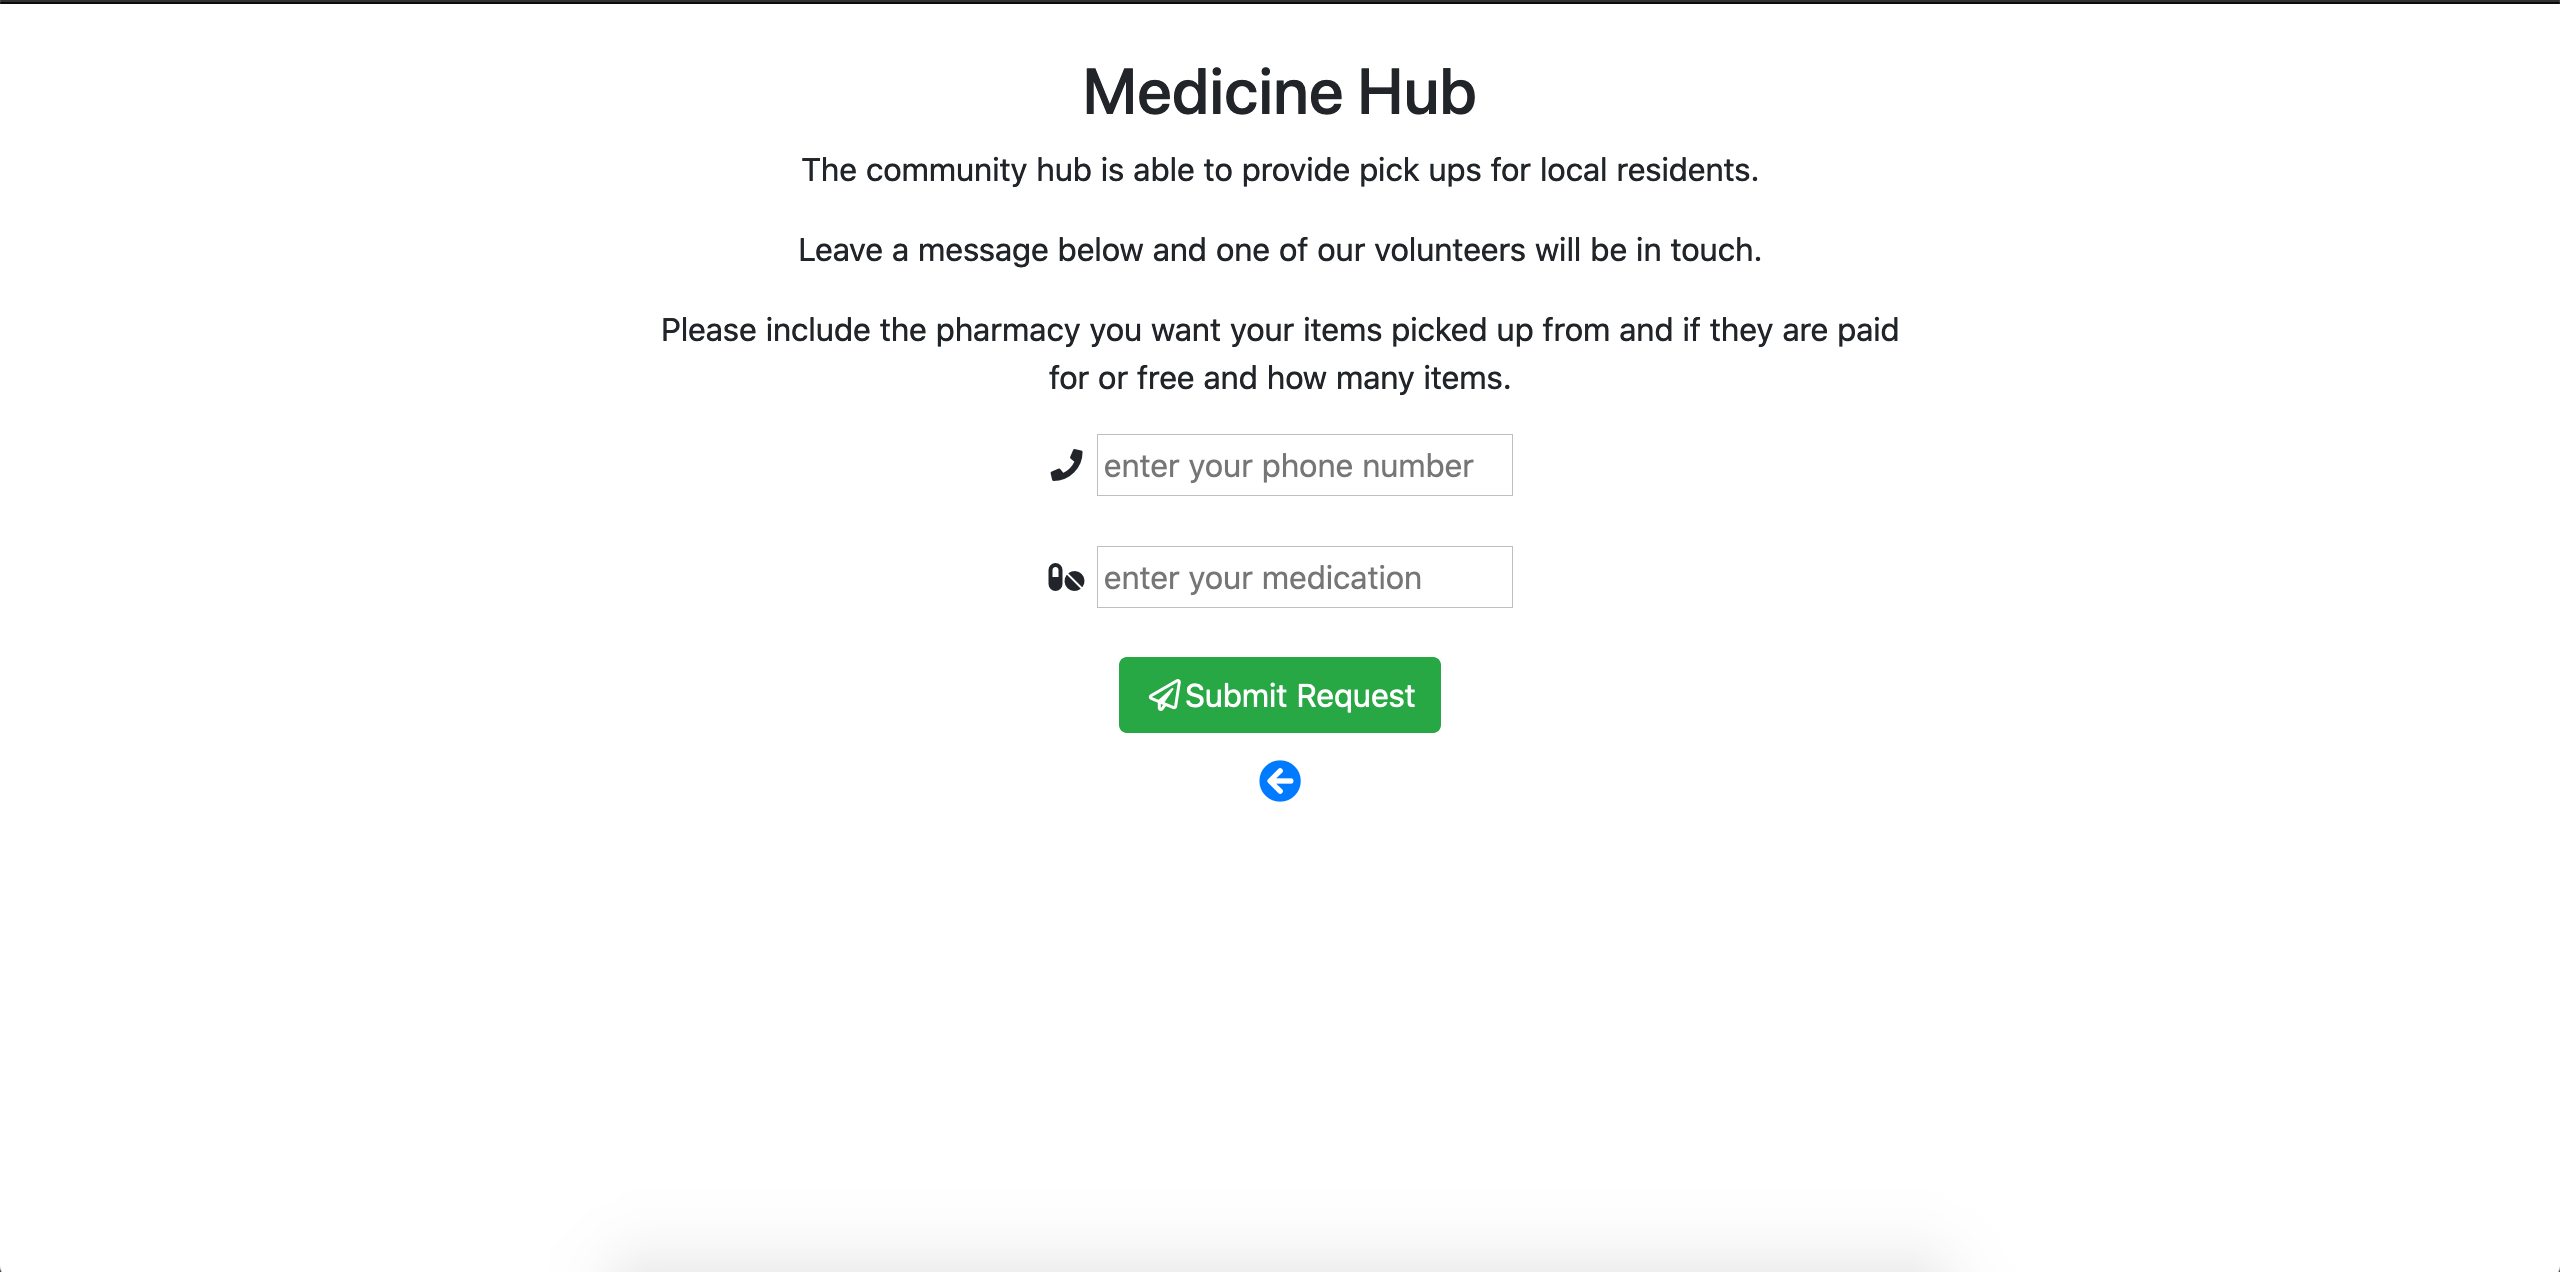 Medicine Hub
The community hub is able to provide pick ups for local residents.
Leave a message below and one of our volunteers will be in touch.
Please include the pharmacy you want your items picked up from and if they are paid
for or free and how many items.
enter your phone number
enter your medication
Submit Request